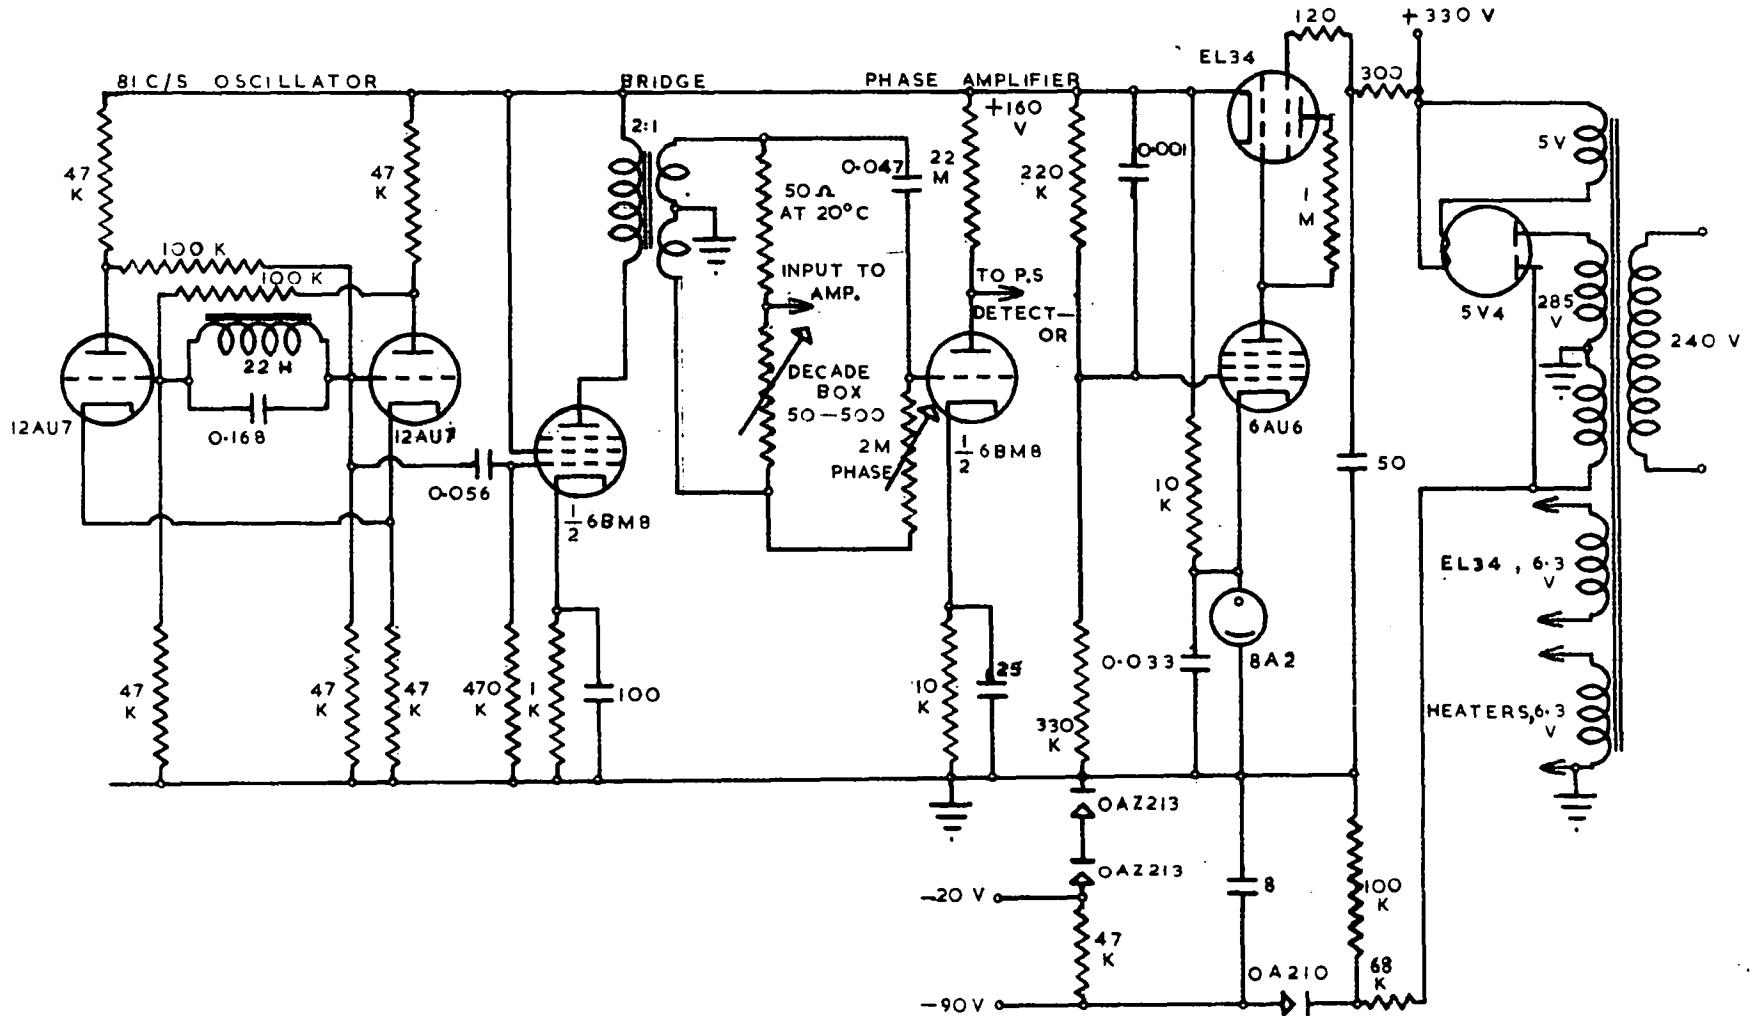 81 C/S OSCILLATOR
BRIDGE
PHASE AMPLIFIER
+160
V
EL34
120
+330 V
300
47
K
47
K
2:1
50Ω
AT 20°C
0.047
22
M
220
K
0.001
1
M
5V
100 K
100 K
INPUT TO
AMP.
TO P.S
DETECT-
OR
5V4
285
V
240 V
22 H
0.168
12AU7
12AU7
DECADE
BOX
50-500
2M
PHASE
1/2 6BM8
6AU6
0.056
1/2 6BM8
10
K
50
EL34, 6.3
V
47
K
47
K
47
K
470
K
1
K
100
10
K
25
330
K
0.033
8A2
HEATERS, 6.3
V
OAZ213
OAZ213
-20 V
8
100
K
47
K
-90V
OA210
68
K